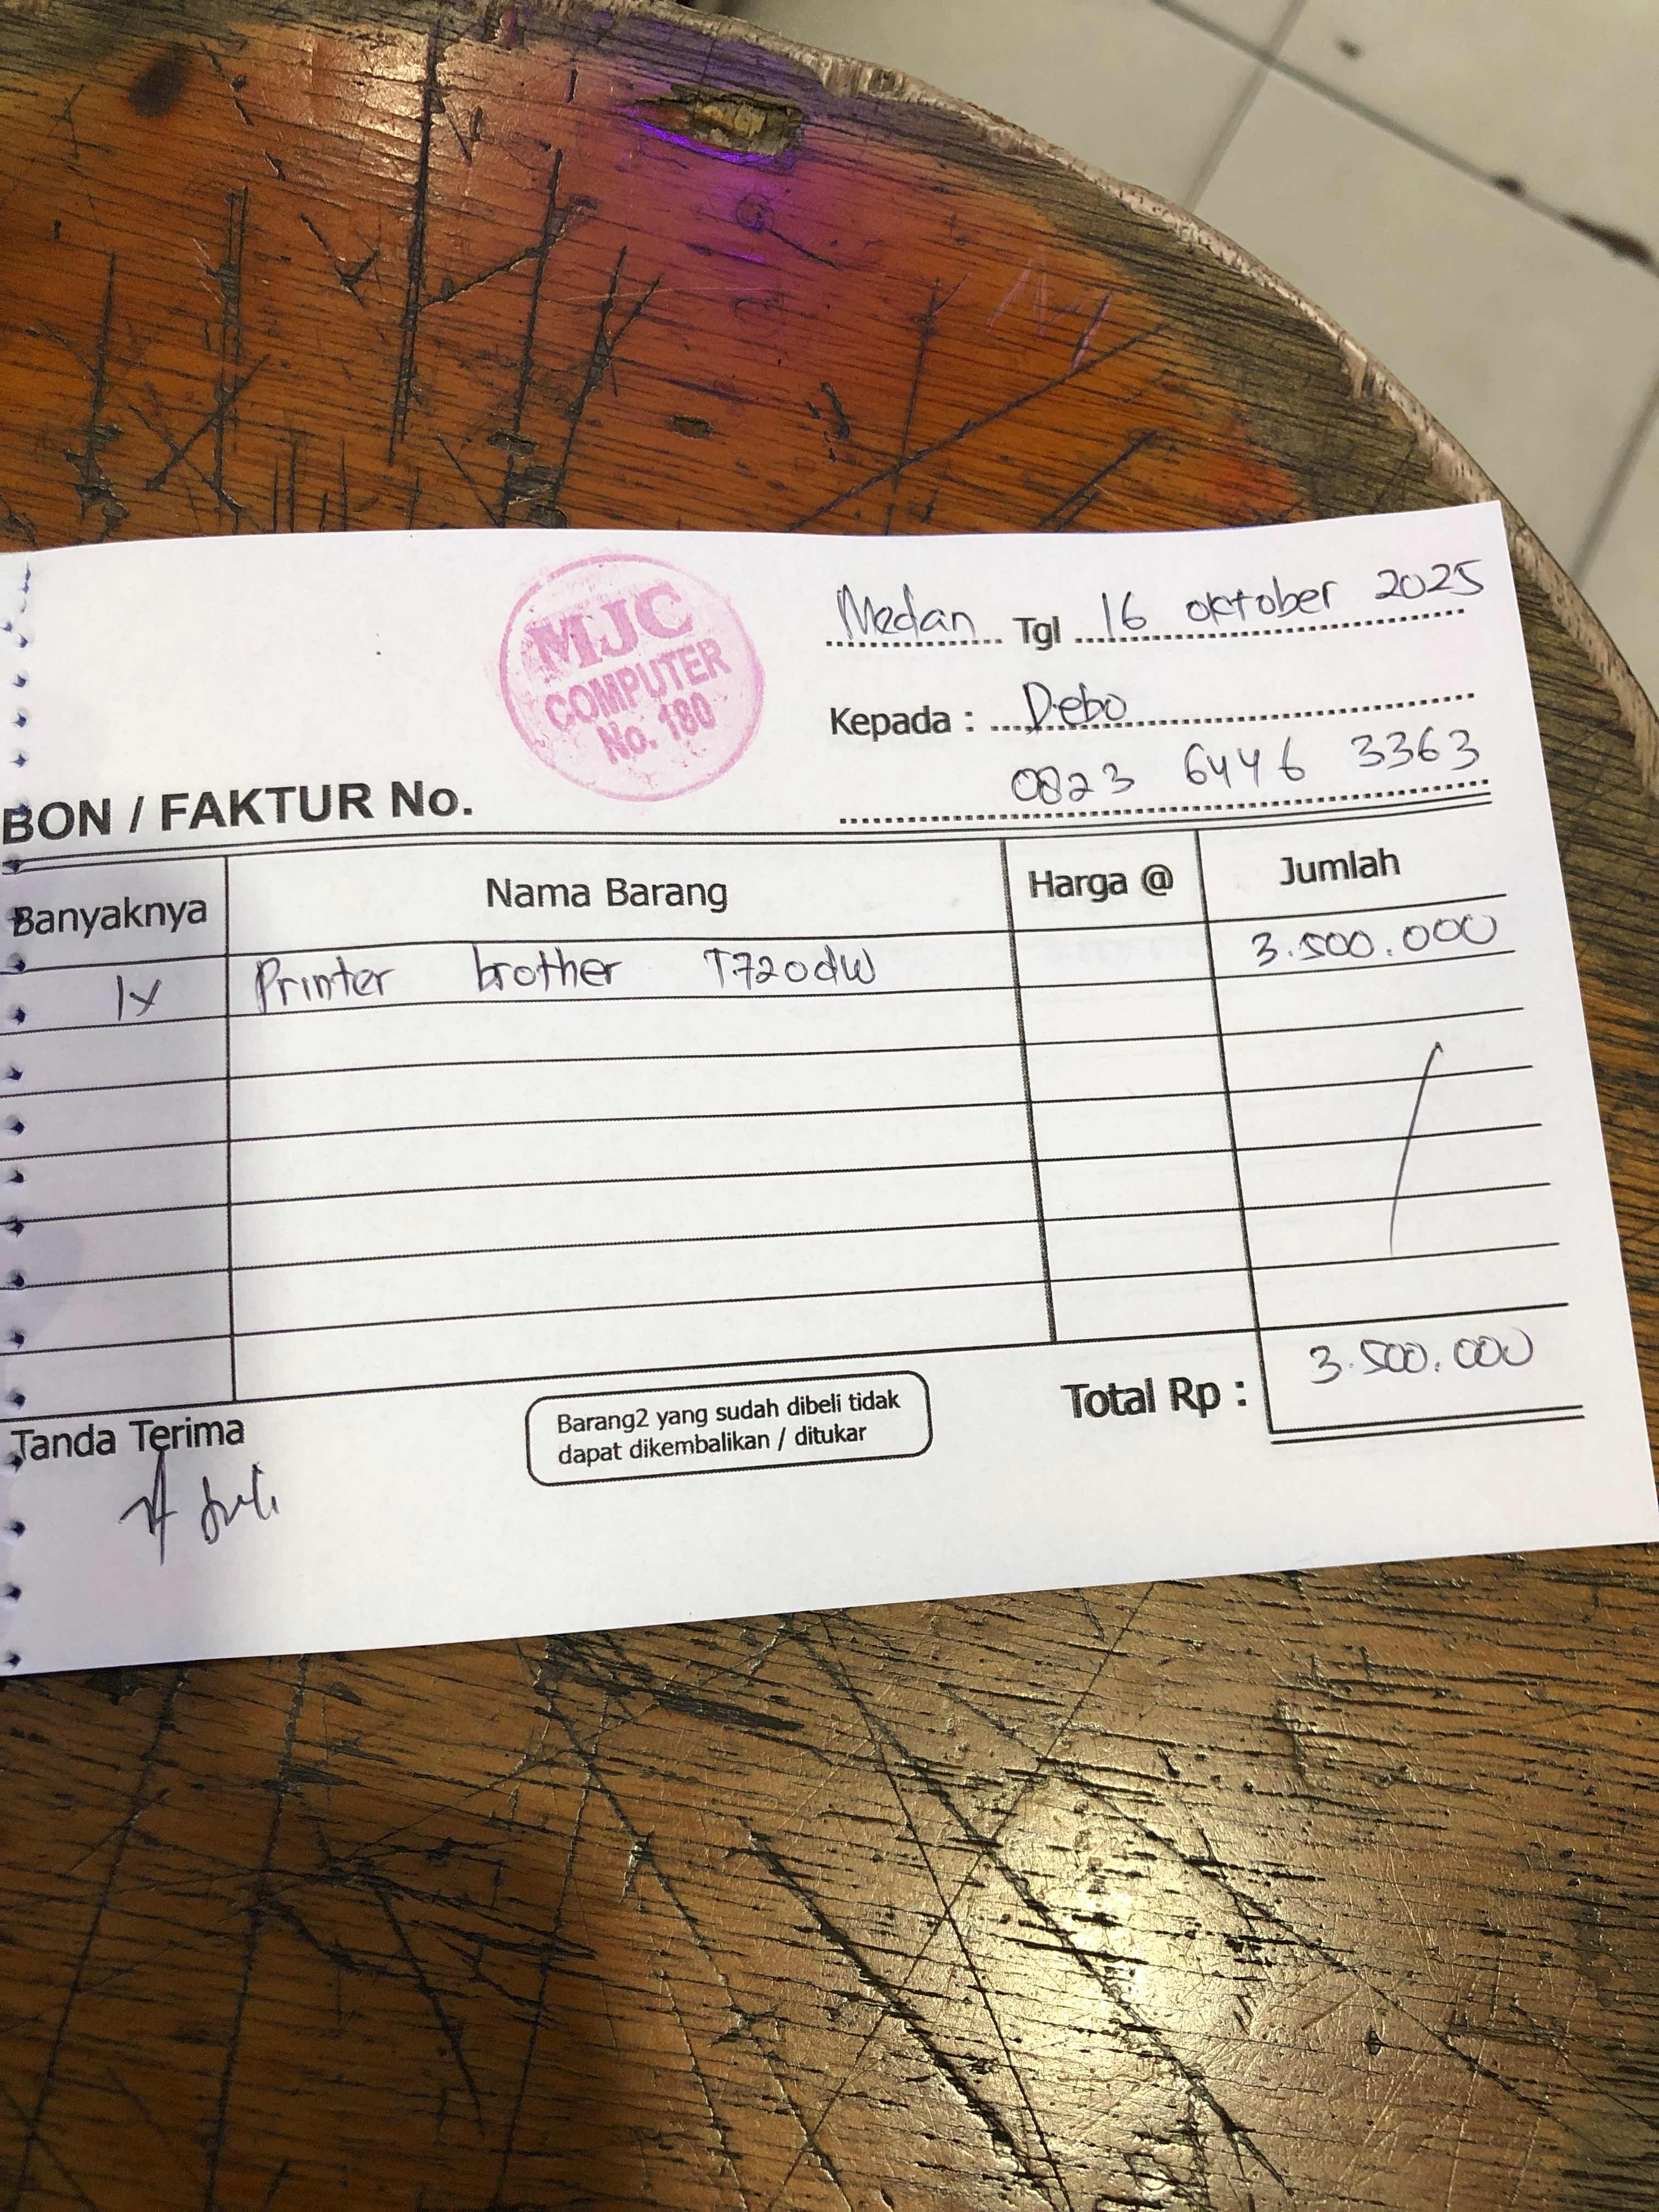 MJC
COMPUTER
No. 180
Medan Tgl 16 oktober 2025
Kepada : Debo
0823 6446 3363
BON / FAKTUR No.
Banyaknya Nama Barang Harga @ Jumlah
1x Printer brother T720dw 3.500.000
Total Rp : 3.500.000
Tanda Terima
Barang2 yang sudah dibeli tidak
dapat dikembalikan / ditukar